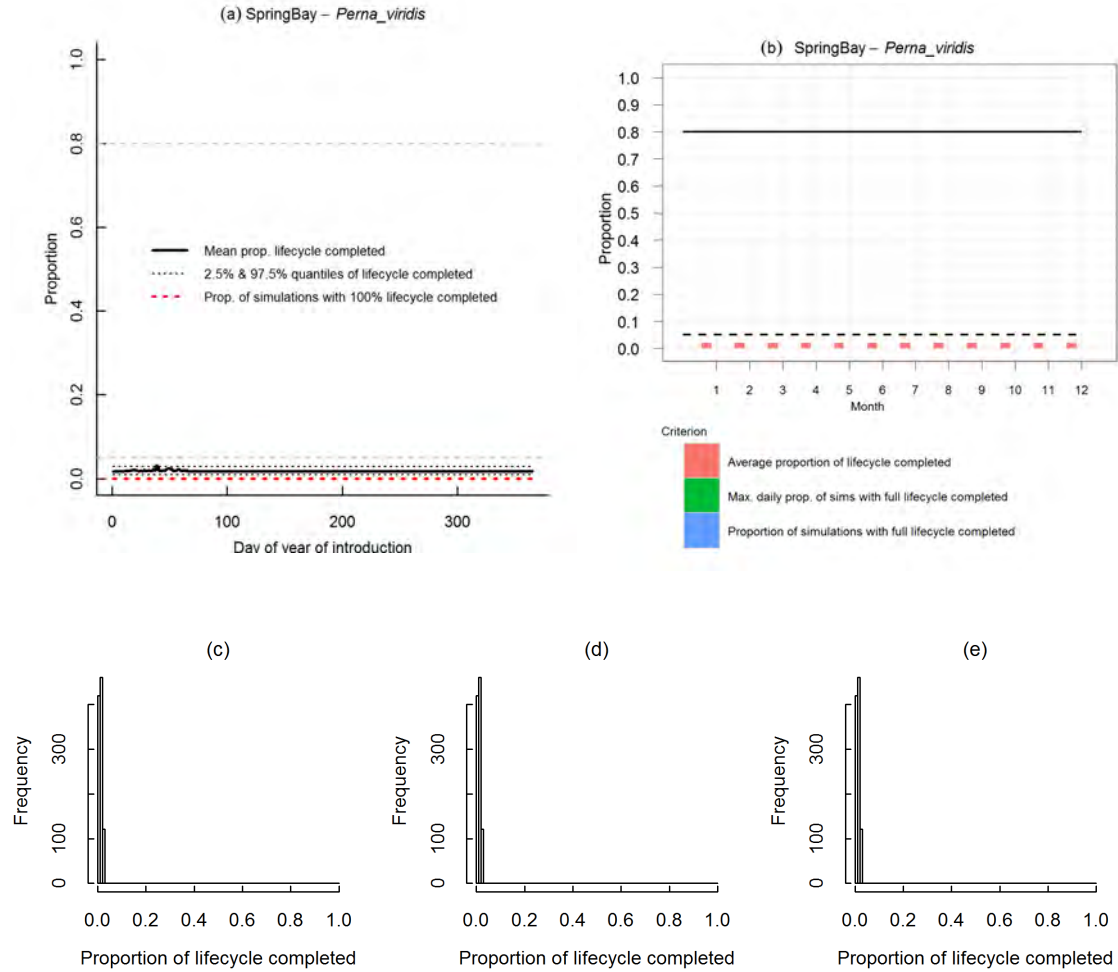 (a) SpringBay – Perna_viridis
Proportion
1.0
0.8
0.6
0.4
0.2
0.0
Mean prop. lifecycle completed
2.5% & 97.5% quantiles of lifecycle completed
Prop. of simulations with 100% lifecycle completed
0 100 200 300
Day of year of introduction
(b) SpringBay – Perna_viridis
Proportion
1.0
0.9
0.8
0.7
0.6
0.5
0.4
0.3
0.2
0.1
0.0
1 2 3 4 5 6 7 8 9 10 11 12
Month
Criterion
Average proportion of lifecycle completed
Max. daily prop. of sims with full lifecycle completed
Proportion of simulations with full lifecycle completed
(c)
Frequency
300
100
0
0.0 0.2 0.4 0.6 0.8 1.0
Proportion of lifecycle completed
(d)
Frequency
300
100
0
0.0 0.2 0.4 0.6 0.8 1.0
Proportion of lifecycle completed
(e)
Frequency
300
100
0
0.0 0.2 0.4 0.6 0.8 1.0
Proportion of lifecycle completed